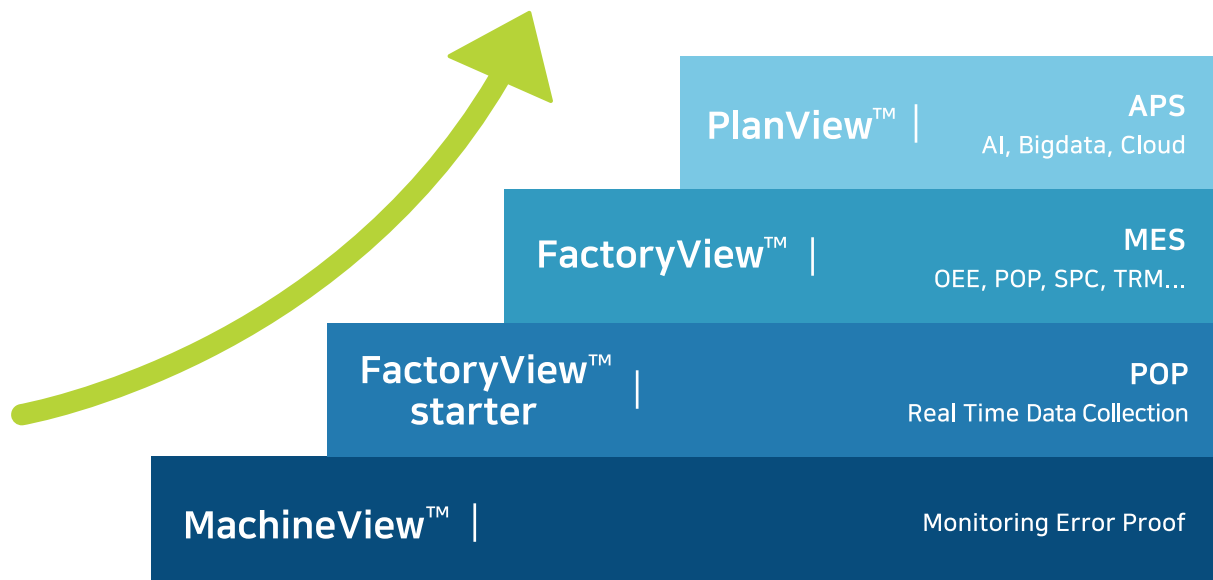 PlanView™
APS
AI, Bigdata, Cloud
FactoryView™
MES
OEE, POP, SPC, TRM...
FactoryView™
starter
POP
Real Time Data Collection
MachineView™
Monitoring Error Proof